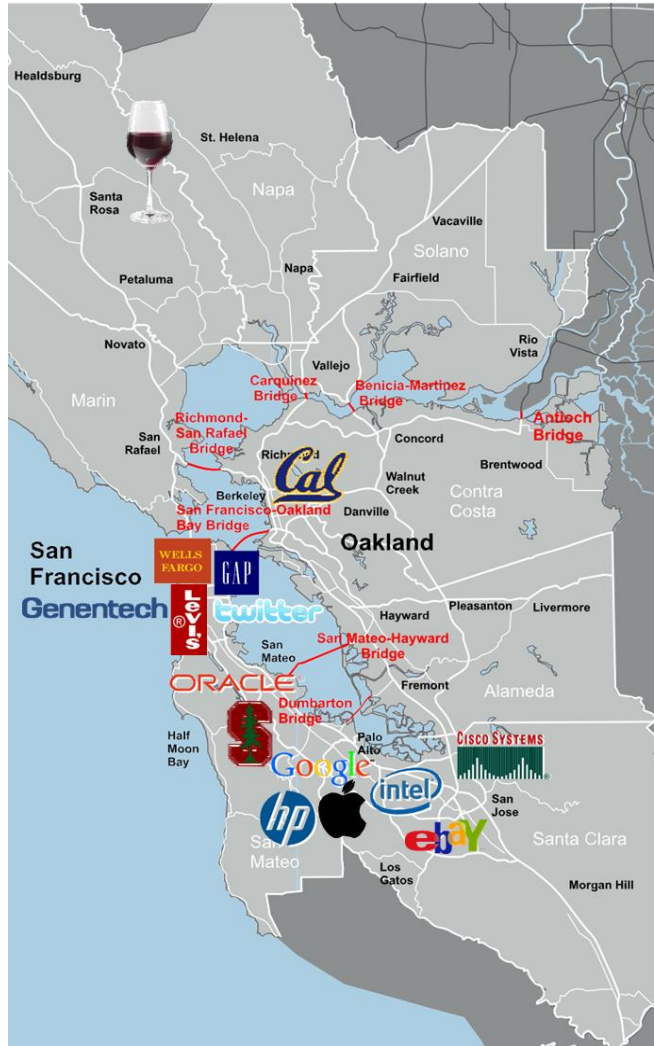 Healdsburg
St. Helena
Santa
Rosa
Napa
Vacaville
Solano
Petaluma
Napa
Fairfield
Novato
Rio
Vista
Vallejo
Marin
Carquinez
Bridge
Benicia-Martinez
Bridge
Antioch
Bridge
Richmond-
San Rafael
Bridge
San
Rafael
Concord
Richmond
Cal
Brentwood
Walnut
Creek
Contra
Costa
Berkeley
San Francisco-Oakland
Bay Bridge
Danville
Oakland
San
Francisco
WELLS
FARGO
GAP
Genentech
LEVI'S
®
twitter
Hayward
Pleasanton
Livermore
San
Mateo
San Mateo-Hayward
Bridge
ORACLE
Fremont
Alameda
Dumbarton
Bridge
Half
Moon
Bay
S
Palo
Alto
CISCO SYSTEMS
®
Google
intel
hp
San
Jose
ebaY
San
Mateo
Santa Clara
Los
Gatos
Morgan Hill